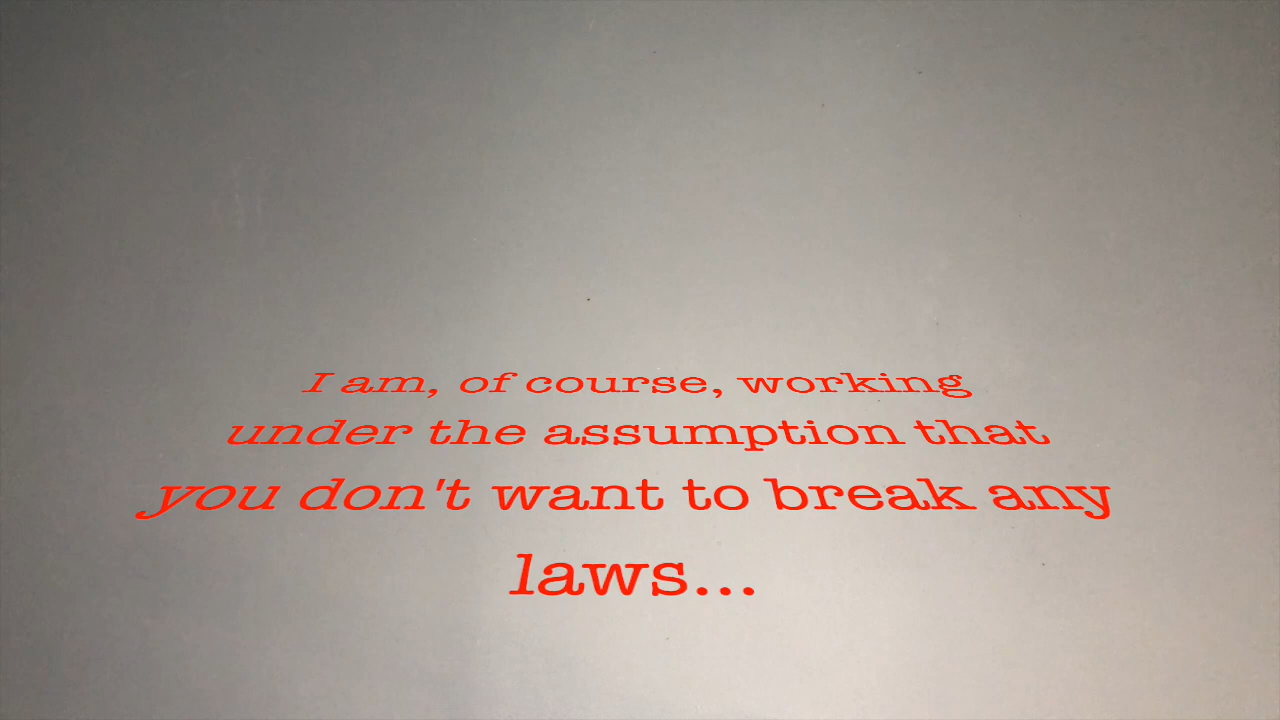 I am, of course, working
under the assumption that
you don't want to break any
laws...